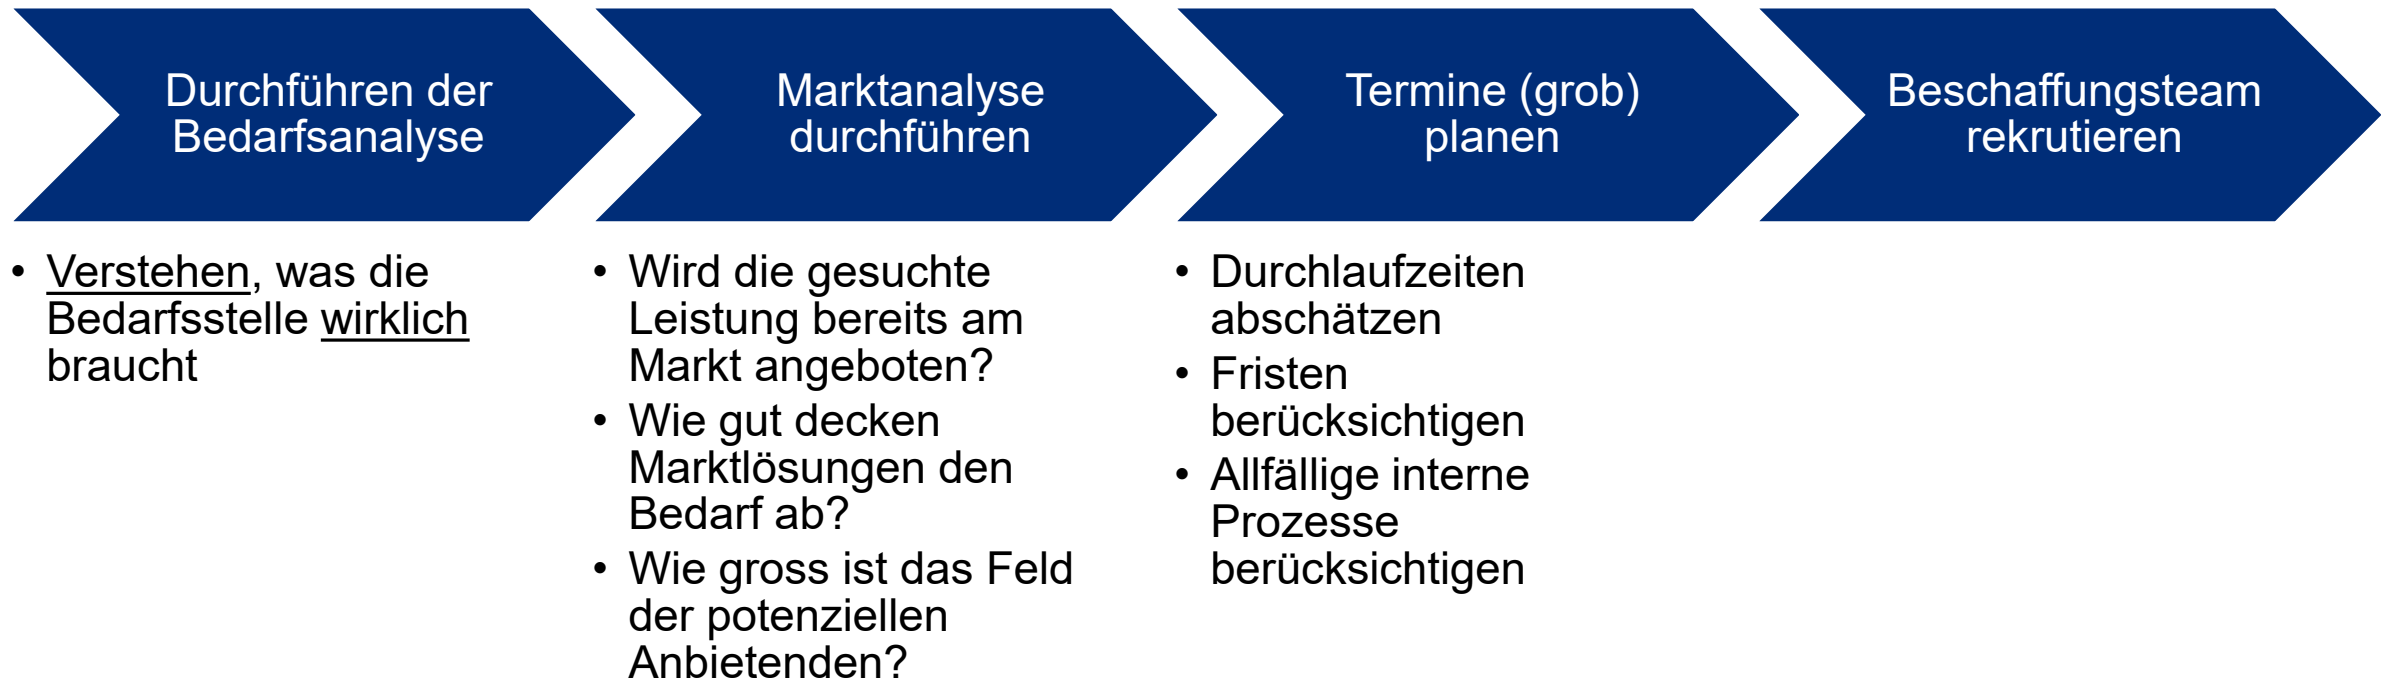 Durchführen der
Bedarfsanalyse
• Verstehen, was die
Bedarfsstelle wirklich
braucht
Marktanalyse
durchführen
• Wird die gesuchte
Leistung bereits am
Markt angeboten?
• Wie gut decken
Marktlösungen den
Bedarf ab?
• Wie gross ist das Feld
der potenziellen
Anbietenden?
Termine (grob)
planen
• Durchlaufzeiten
abschätzen
• Fristen
berücksichtigen
• Allfällige interne
Prozesse
berücksichtigen
Beschaffungsteam
rekrutieren